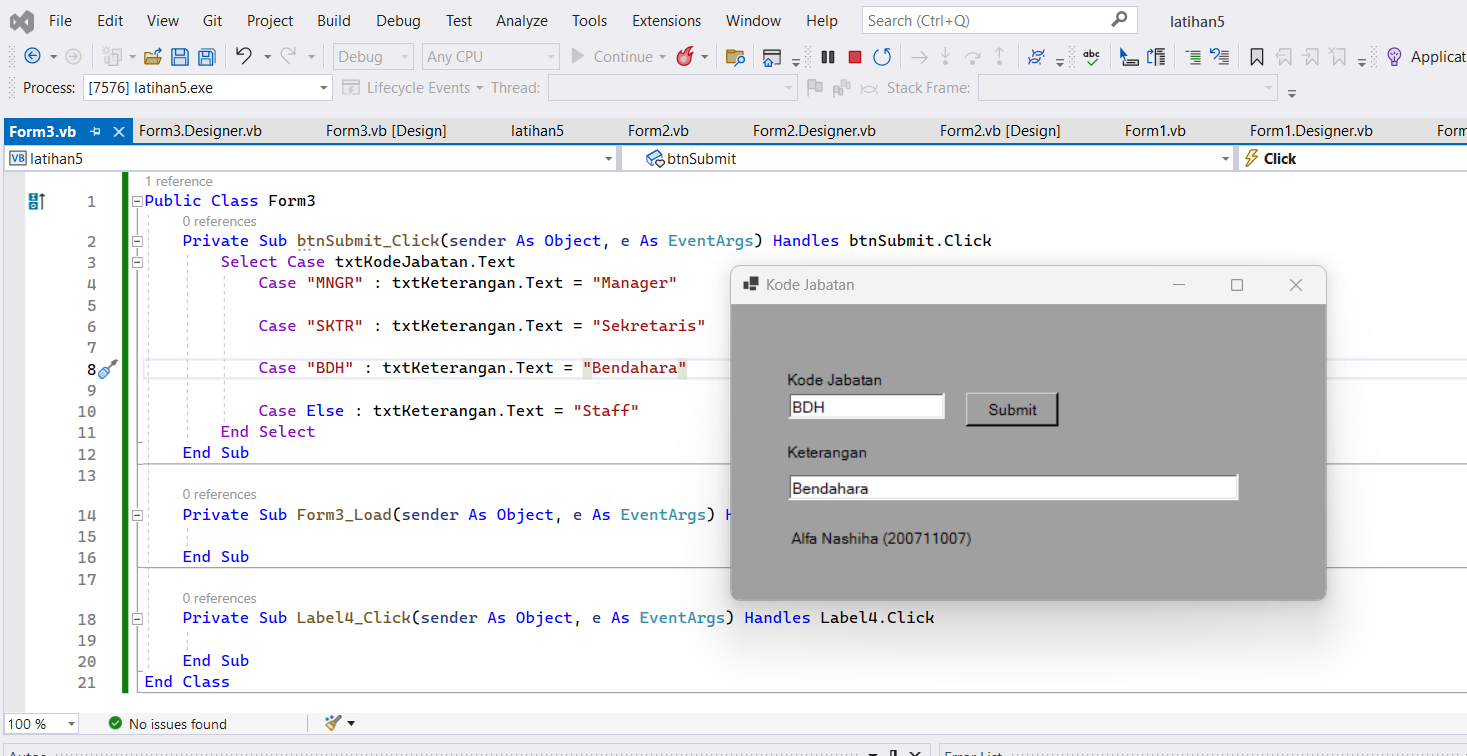 File Edit View Git Project Build Debug Test Analyze Tools Extensions Window Help Search (Ctrl+Q) latihan5
Debug Any CPU Continue abc Applicat
Process: [7576] latihan5.exe Lifecycle Events Thread: Stack Frame:
Form3.vb Form3.Designer.vb Form3.vb [Design] latihan5 Form2.vb Form2.Designer.vb Form2.vb [Design] Form1.vb Form1.Designer.vb Form
VB latihan5 btnSubmit Click
1 reference
1 Public Class Form3
0 references
2 Private Sub btnSubmit_Click(sender As Object, e As EventArgs) Handles btnSubmit.Click
3 Select Case txtKodeJabatan.Text
4 Case "MNGR" : txtKeterangan.Text = "Manager"
5
6 Case "SKTR" : txtKeterangan.Text = "Sekretaris"
7
8 Case "BDH" : txtKeterangan.Text = "Bendahara"
9
10 Case Else : txtKeterangan.Text = "Staff"
11 End Select
12 End Sub
13
0 references
14 Private Sub Form3_Load(sender As Object, e As EventArgs)
15
16 End Sub
17
0 references
18 Private Sub Label4_Click(sender As Object, e As EventArgs) Handles Label4.Click
19
20 End Sub
21 End Class
Kode Jabatan
Kode Jabatan
BDH Submit
Keterangan
Bendahara
Alfa Nashiha (200711007)
100 % No issues found